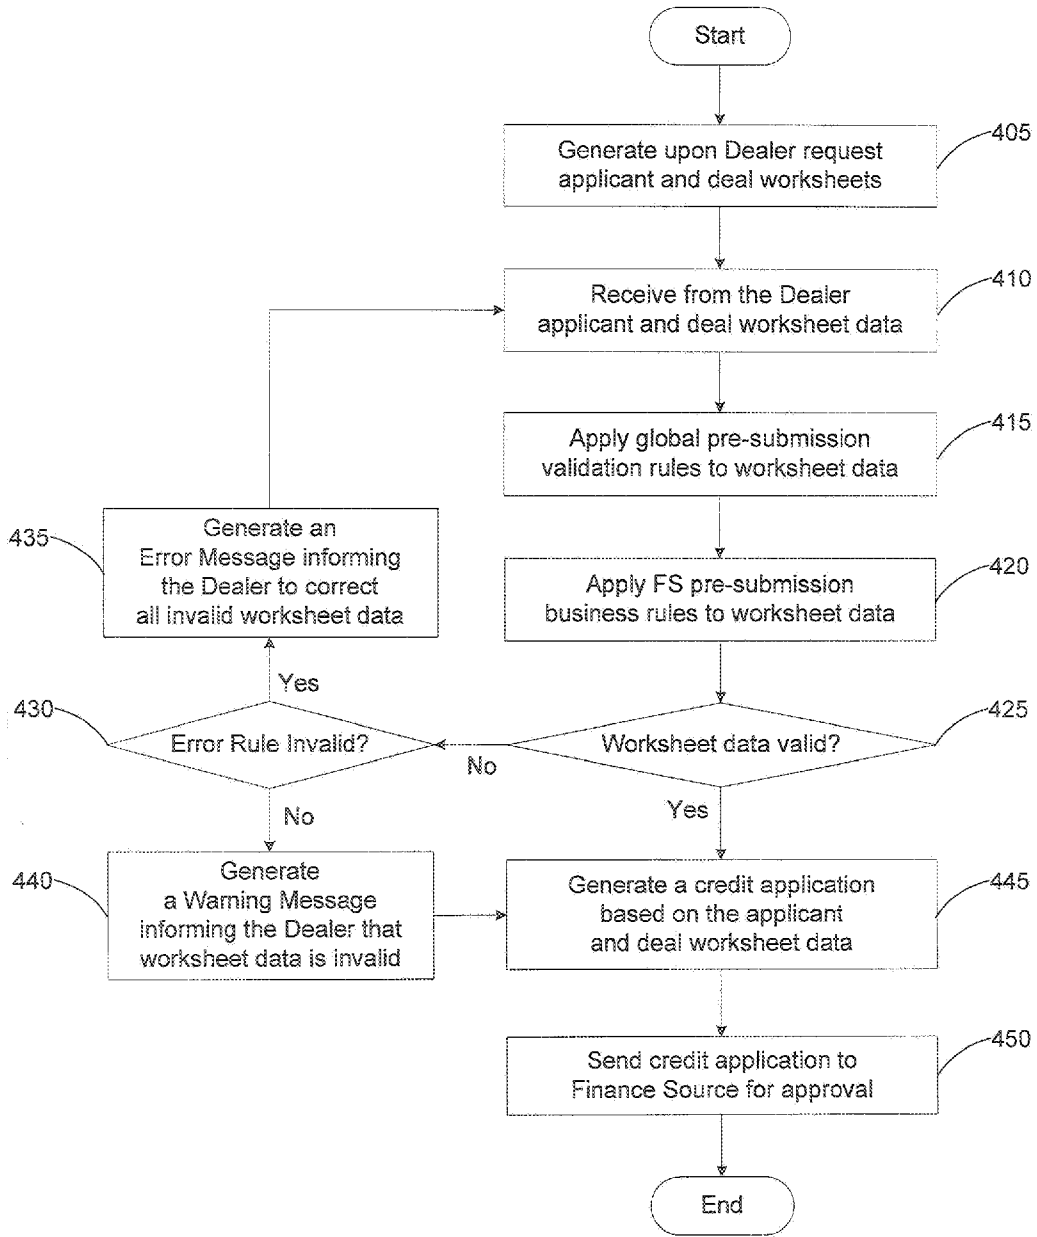 Start
405
Generate upon Dealer request
applicant and deal worksheets
410
Receive from the Dealer
applicant and deal worksheet data
415
Apply global pre-submission
validation rules to worksheet data
435
Generate an
Error Message informing
the Dealer to correct
all invalid worksheet data
420
Apply FS pre-submission
business rules to worksheet data
Yes
430
Error Rule Invalid?
No
425
Worksheet data valid?
No
Yes
440
Generate
a Warning Message
informing the Dealer that
worksheet data is invalid
445
Generate a credit application
based on the applicant
and deal worksheet data
450
Send credit application to
Finance Source for approval
End